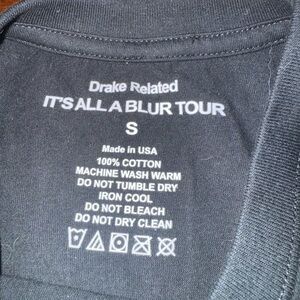 Drake Related
IT'S ALL A BLUR TOUR
S
Made in USA
100% COTTON
MACHINE WASH WARM
DO NOT TUMBLE DRY
IRON COOL
DO NOT BLEACH
DO NOT DRY CLEAN